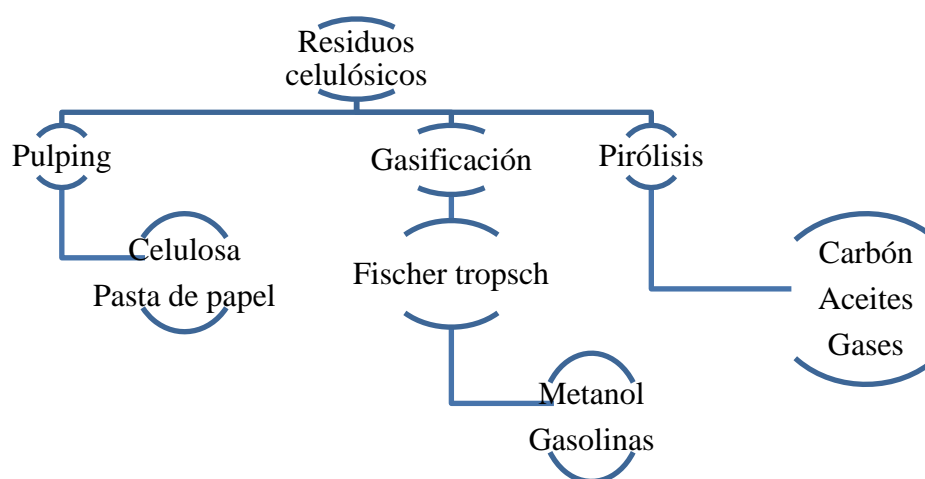 Residuos
celulósicos
Pulping
Gasificación
Pirólisis
Celulosa
Pasta de papel
Fischer tropsch
Carbón
Aceites
Gases
Metanol
Gasolinas